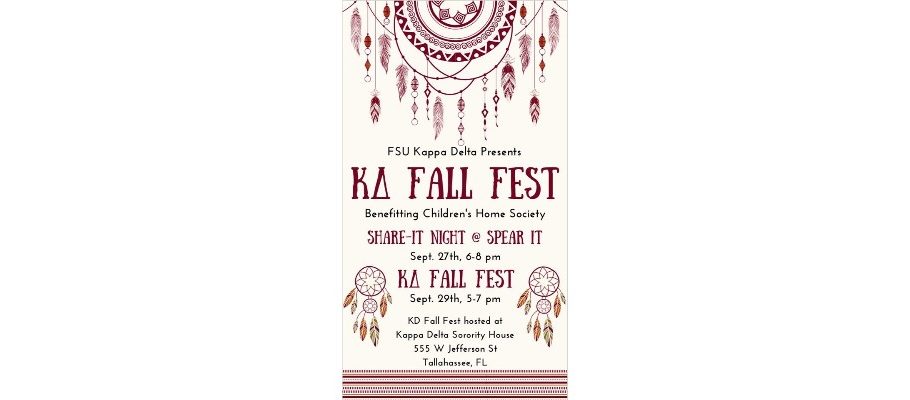 FSU Kappa Delta Presents
KΔ FALL FEST
Benefitting Children's Home Society
SHARE-IT NIGHT @ SPEAR IT
Sept. 27th, 6-8 pm
KΔ FALL FEST
Sept. 29th, 5-7 pm
KD Fall Fest hosted at
Kappa Delta Sorority House
555 W Jefferson St
Tallahassee, FL